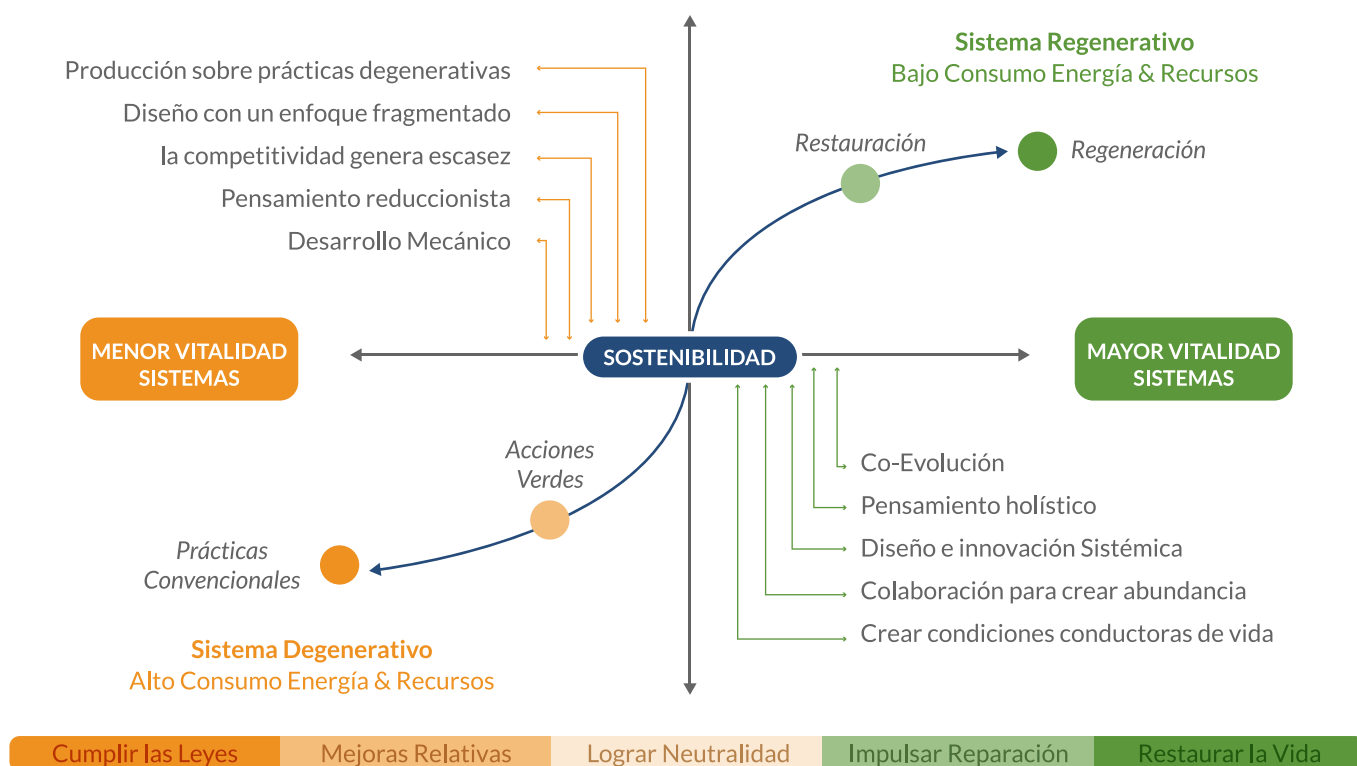 Producción sobre prácticas degenerativas
Diseño con un enfoque fragmentado
la competitividad genera escasez
Pensamiento reduccionista
Desarrollo Mecánico
Sistema Regenerativo
Bajo Consumo Energía & Recursos
Restauración
Regeneración
MENOR VITALIDAD
SISTEMAS
SOSTENIBILIDAD
MAYOR VITALIDAD
SISTEMAS
Acciones
Verdes
Prácticas
Convencionales
Sistema Degenerativo
Alto Consumo Energía & Recursos
Co-Evolución
Pensamiento holístico
Diseño e innovación Sistémica
Colaboración para crear abundancia
Crear condiciones conductoras de vida
Cumplir las Leyes
Mejoras Relativas
Lograr Neutralidad
Impulsar Reparación
Restaurar la Vida